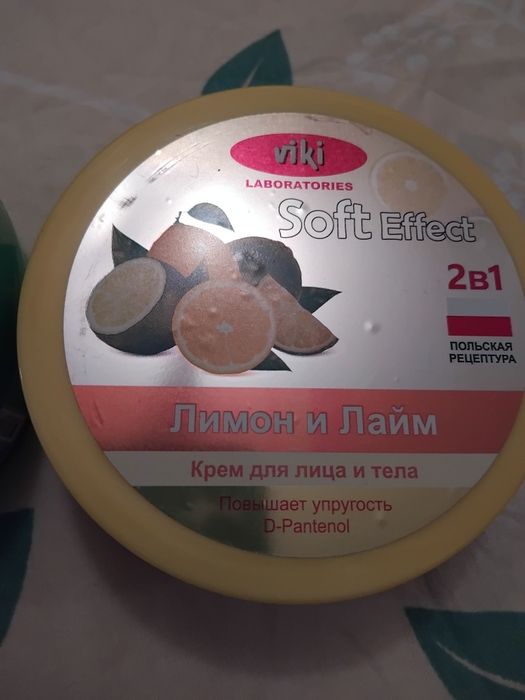 viki
LABORATORIES
Soft Effect
2в1
ПОЛЬСКАЯ
РЕЦЕПТУРА
Лимон и Лайм
Крем для лица и тела
Повышает упругость
D-Pantenol